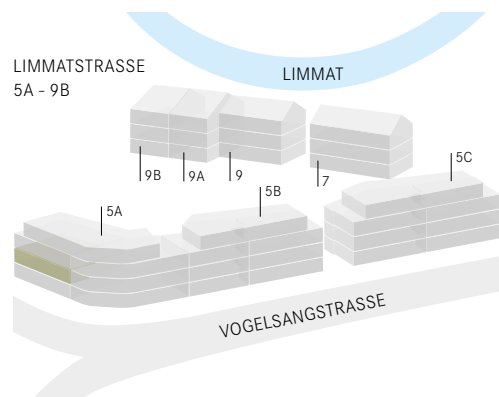 LIMMATSTRASSE
5A - 9B
LIMMAT
9B
9A
9
7
5C
5B
5A
VOGELSANGSTRASSE